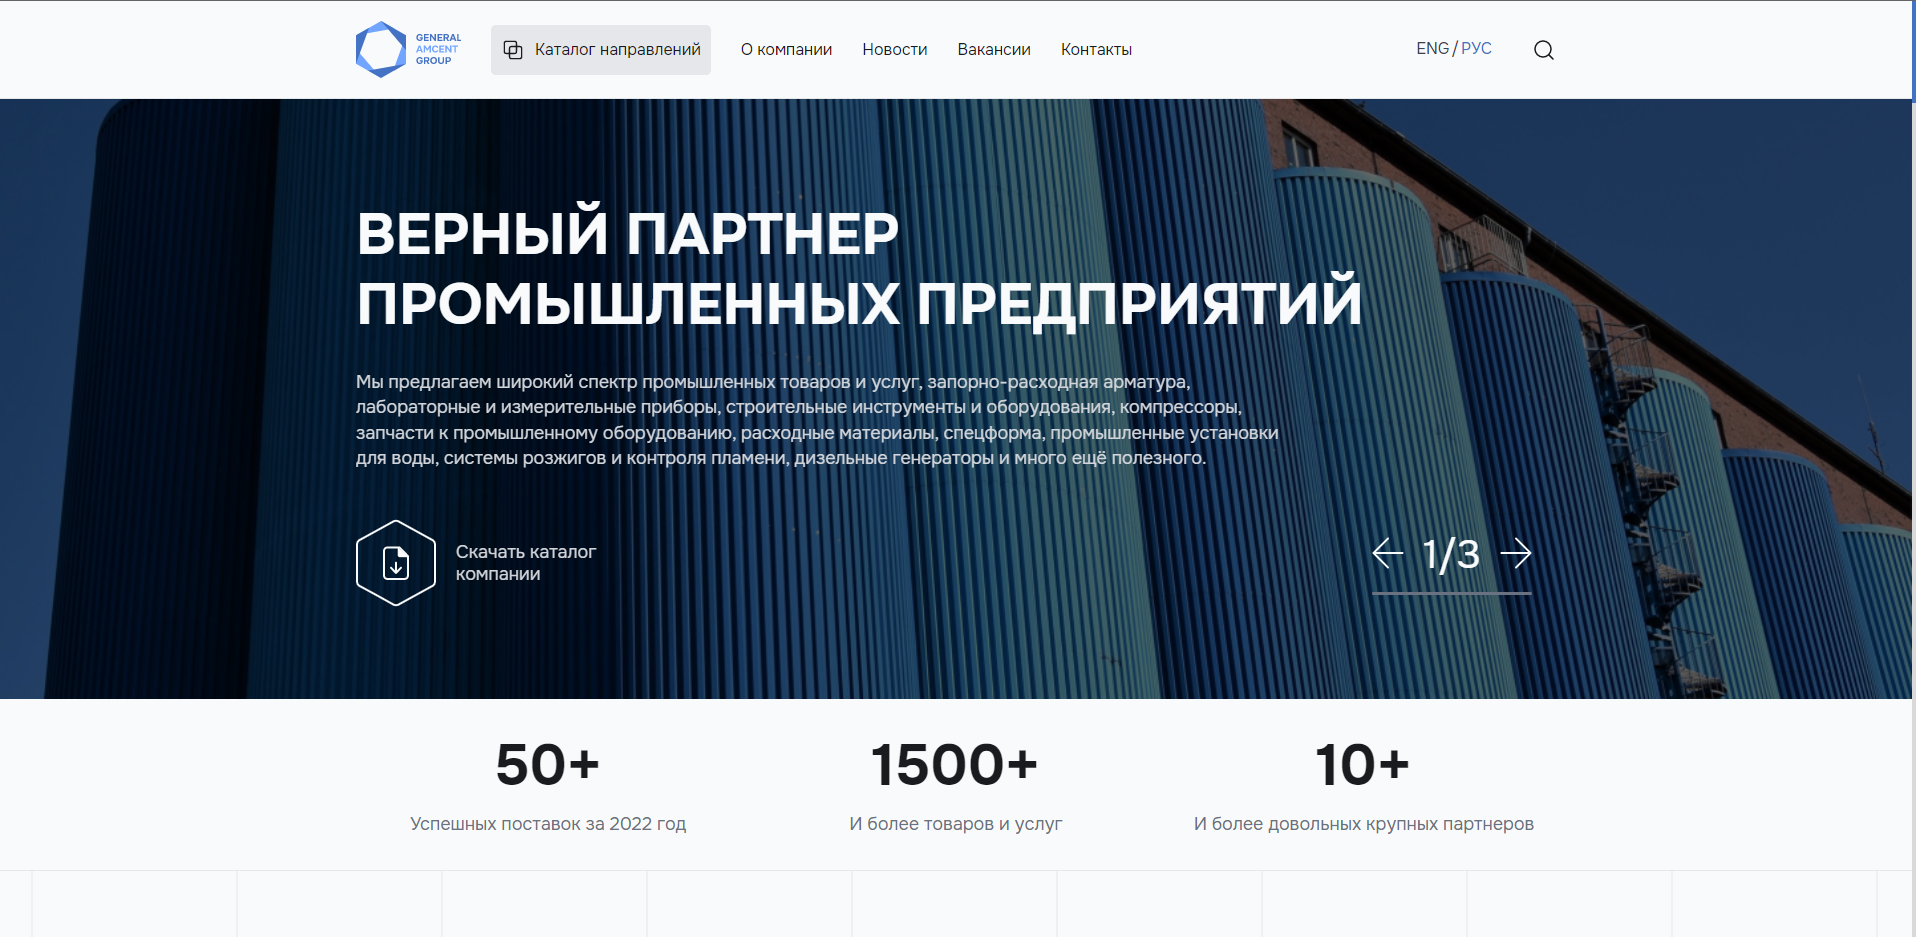 GENERAL
AMCENT
GROUP
Каталог направлений
О компании
Новости
Вакансии
Контакты
ENG / РУС
ВЕРНЫЙ ПАРТНЕР
ПРОМЫШЛЕННЫХ ПРЕДПРИЯТИЙ
Мы предлагаем широкий спектр промышленных товаров и услуг, запорно-расходная арматура,
лабораторные и измерительные приборы, строительные инструменты и оборудования, компрессоры,
запчасти к промышленному оборудованию, расходные материалы, спецформа, промышленные установки
для воды, системы розжигов и контроля пламени, дизельные генераторы и много ещё полезного.
Скачать каталог
компании
1/3
50+
Успешных поставок за 2022 год
1500+
И более товаров и услуг
10+
И более довольных крупных партнеров